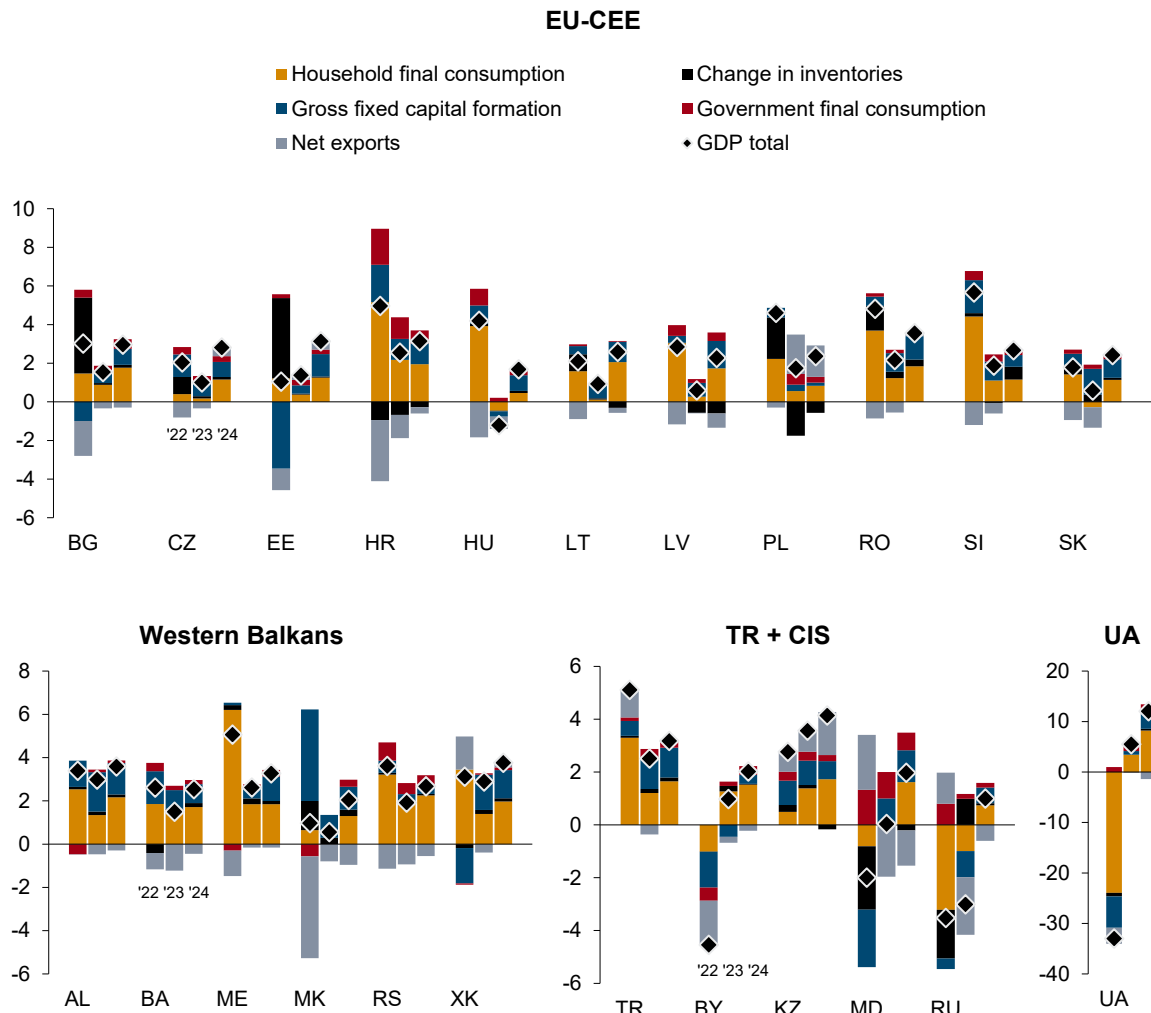 EU-CEE
Household final consumption
Change in inventories
Gross fixed capital formation
Government final consumption
Net exports
GDP total
10
8
6
4
2
0
-2
-4
-6
'22 '23 '24
BG CZ EE HR HU LT LV PL RO SI SK
Western Balkans
8
6
4
2
0
-2
-4
-6
'22 '23 '24
AL BA ME MK RS XK
TR + CIS
6
4
2
0
-2
-4
-6
'22 '23 '24
TR BY KZ MD RU
UA
20
10
0
-10
-20
-30
-40
UA